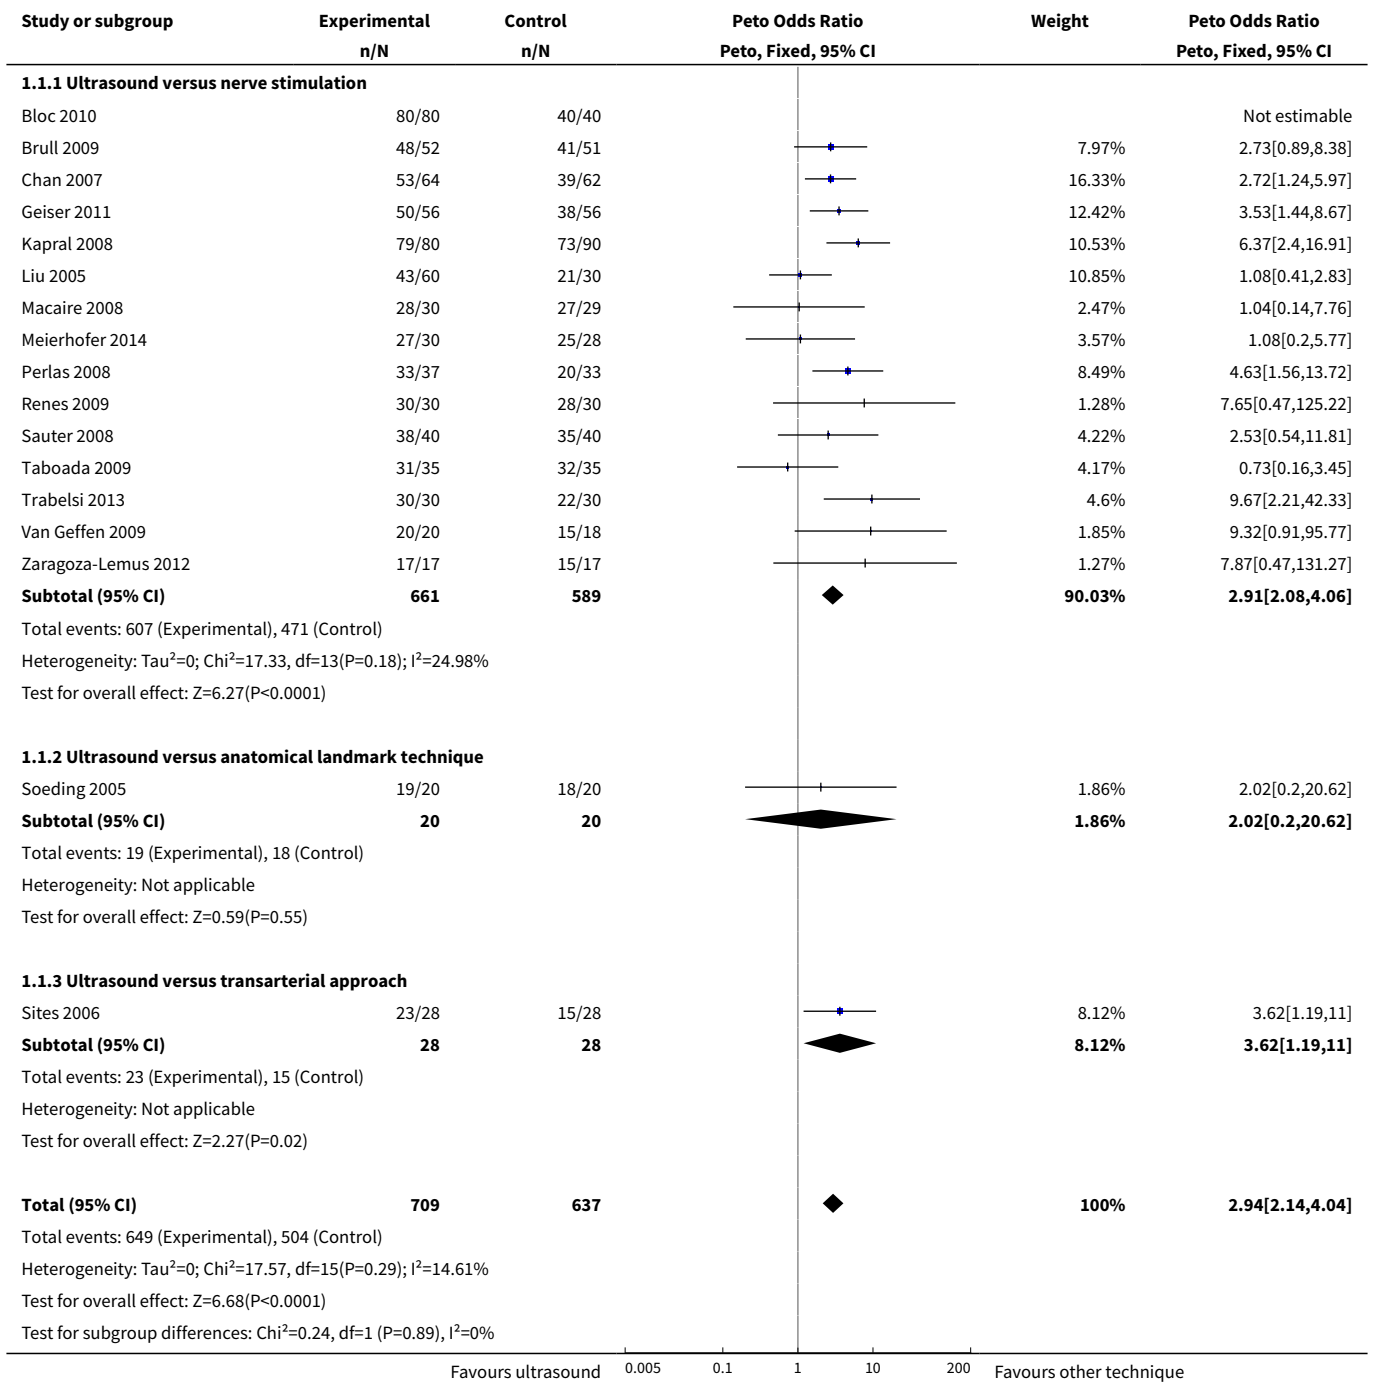 Study or subgroup Experimental Control Peto Odds Ratio Weight Peto Odds Ratio
n/N n/N Peto, Fixed, 95% CI Peto, Fixed, 95% CI
1.1.1 Ultrasound versus nerve stimulation
Bloc 2010 80/80 40/40 Not estimable
Brull 2009 48/52 41/51 7.97% 2.73[0.89,8.38]
Chan 2007 53/64 39/62 16.33% 2.72[1.24,5.97]
Geiser 2011 50/56 38/56 12.42% 3.53[1.44,8.67]
Kapral 2008 79/80 73/90 10.53% 6.37[2.4,16.91]
Liu 2005 43/60 21/30 10.85% 1.08[0.41,2.83]
Macaire 2008 28/30 27/29 2.47% 1.04[0.14,7.76]
Meierhofer 2014 27/30 25/28 3.57% 1.08[0.2,5.77]
Perlas 2008 33/37 20/33 8.49% 4.63[1.56,13.72]
Renes 2009 30/30 28/30 1.28% 7.65[0.47,125.22]
Sauter 2008 38/40 35/40 4.22% 2.53[0.54,11.81]
Taboada 2009 31/35 32/35 4.17% 0.73[0.16,3.45]
Trabelsi 2013 30/30 22/30 4.6% 9.67[2.21,42.33]
Van Geffen 2009 20/20 15/18 1.85% 9.32[0.91,95.77]
Zaragoza-Lemus 2012 17/17 15/17 1.27% 7.87[0.47,131.27]
Subtotal (95% CI) 661 589 90.03% 2.91[2.08,4.06]
Total events: 607 (Experimental), 471 (Control)
Heterogeneity: Tau²=0; Chi²=17.33, df=13(P=0.18); I²=24.98%
Test for overall effect: Z=6.27(P<0.0001)
1.1.2 Ultrasound versus anatomical landmark technique
Soeding 2005 19/20 18/20 1.86% 2.02[0.2,20.62]
Subtotal (95% CI) 20 20 1.86% 2.02[0.2,20.62]
Total events: 19 (Experimental), 18 (Control)
Heterogeneity: Not applicable
Test for overall effect: Z=0.59(P=0.55)
1.1.3 Ultrasound versus transarterial approach
Sites 2006 23/28 15/28 8.12% 3.62[1.19,11]
Subtotal (95% CI) 28 28 8.12% 3.62[1.19,11]
Total events: 23 (Experimental), 15 (Control)
Heterogeneity: Not applicable
Test for overall effect: Z=2.27(P=0.02)
Total (95% CI) 709 637 100% 2.94[2.14,4.04]
Total events: 649 (Experimental), 504 (Control)
Heterogeneity: Tau²=0; Chi²=17.57, df=15(P=0.29); I²=14.61%
Test for overall effect: Z=6.68(P<0.0001)
Test for subgroup differences: Chi²=0.24, df=1 (P=0.89), I²=0%
Favours ultrasound 0.005 0.1 1 10 200 Favours other technique